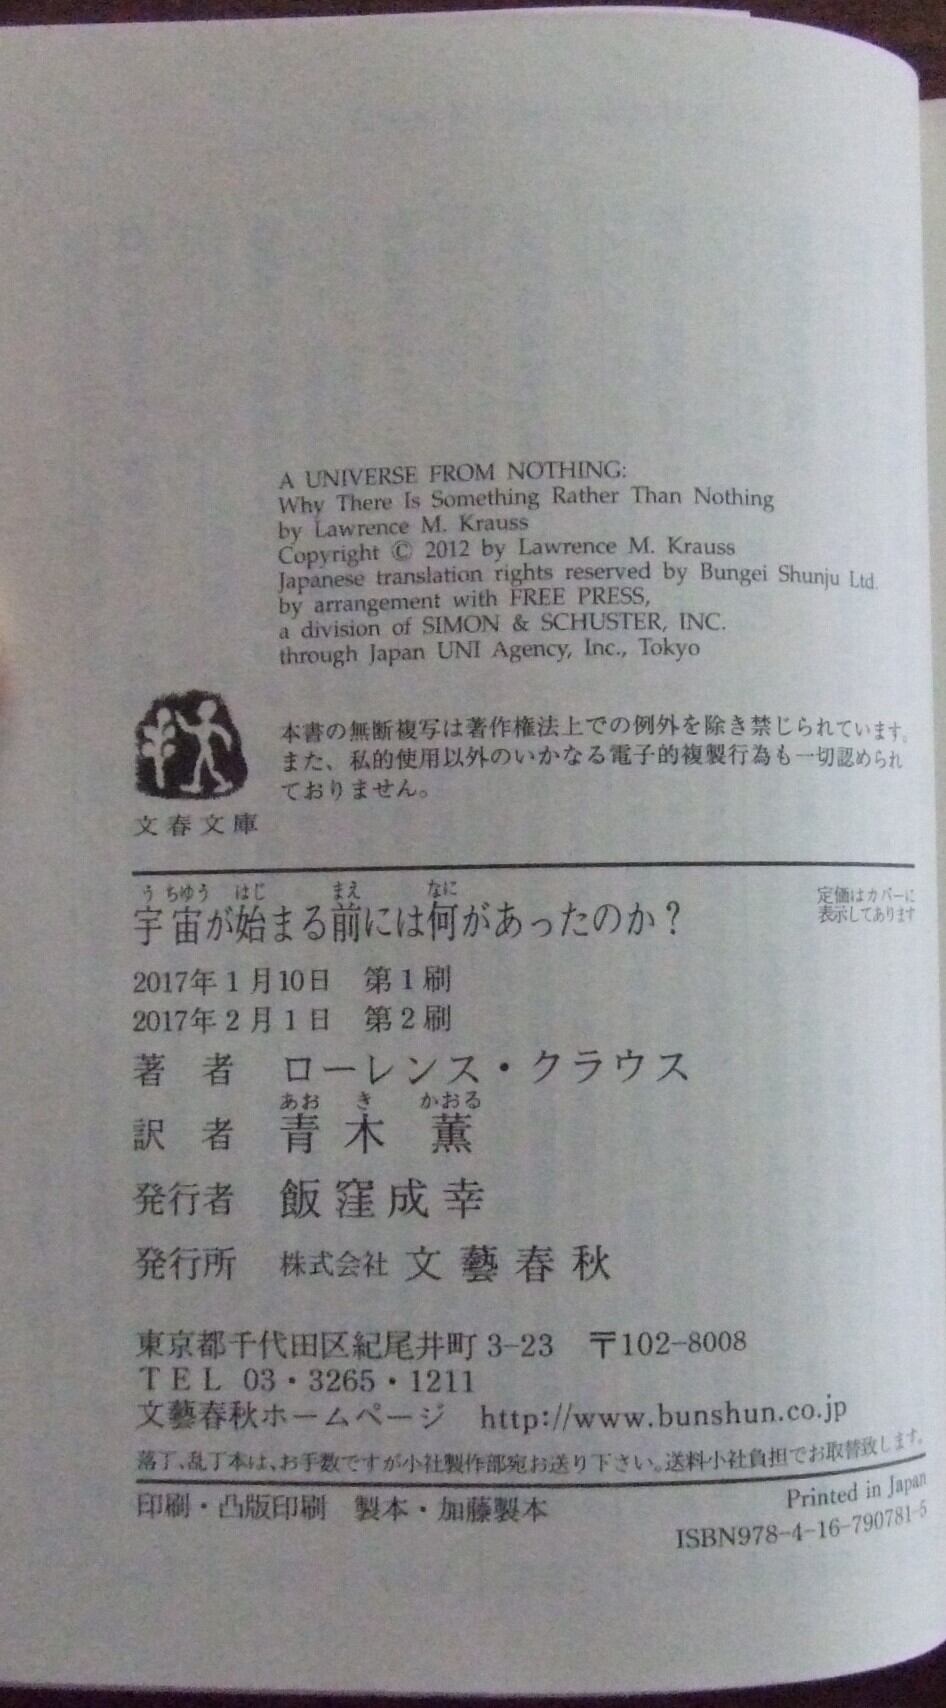 A UNIVERSE FROM NOTHING:
Why There Is Something Rather Than Nothing
by Lawrence M. Krauss
Copyright © 2012 by Lawrence M. Krauss
Japanese translation rights reserved by Bungei Shunju Ltd.
by arrangement with FREE PRESS,
a division of SIMON & SCHUSTER, INC.
through Japan UNI Agency, Inc., Tokyo
本書の無断複写は著作権法上での例外を除き禁じられています。
また、私的使用以外のいかなる電子的複製行為も一切認められ
ておりません。
文春文庫
う ちゆう はじ まえ なに
宇宙が始まる前には何があったのか?
定価はカバーに
表示してあります
2017年1月10日 第1刷
2017年2月1日 第2刷
著 者 ローレンス・クラウス
あお き かおる
訳 者 青木 薫
発行者 飯窪成幸
発行所 株式会社 文藝春秋
東京都千代田区紀尾井町3-23 〒102-8008
TEL 03・3265・1211
文藝春秋ホームページ http://www.bunshun.co.jp
落丁、乱丁本は、お手数ですが小社製作部宛お送り下さい。送料小社負担でお取替致します。
印刷・凸版印刷 製本・加藤製本
Printed in Japan
ISBN978-4-16-790781-5